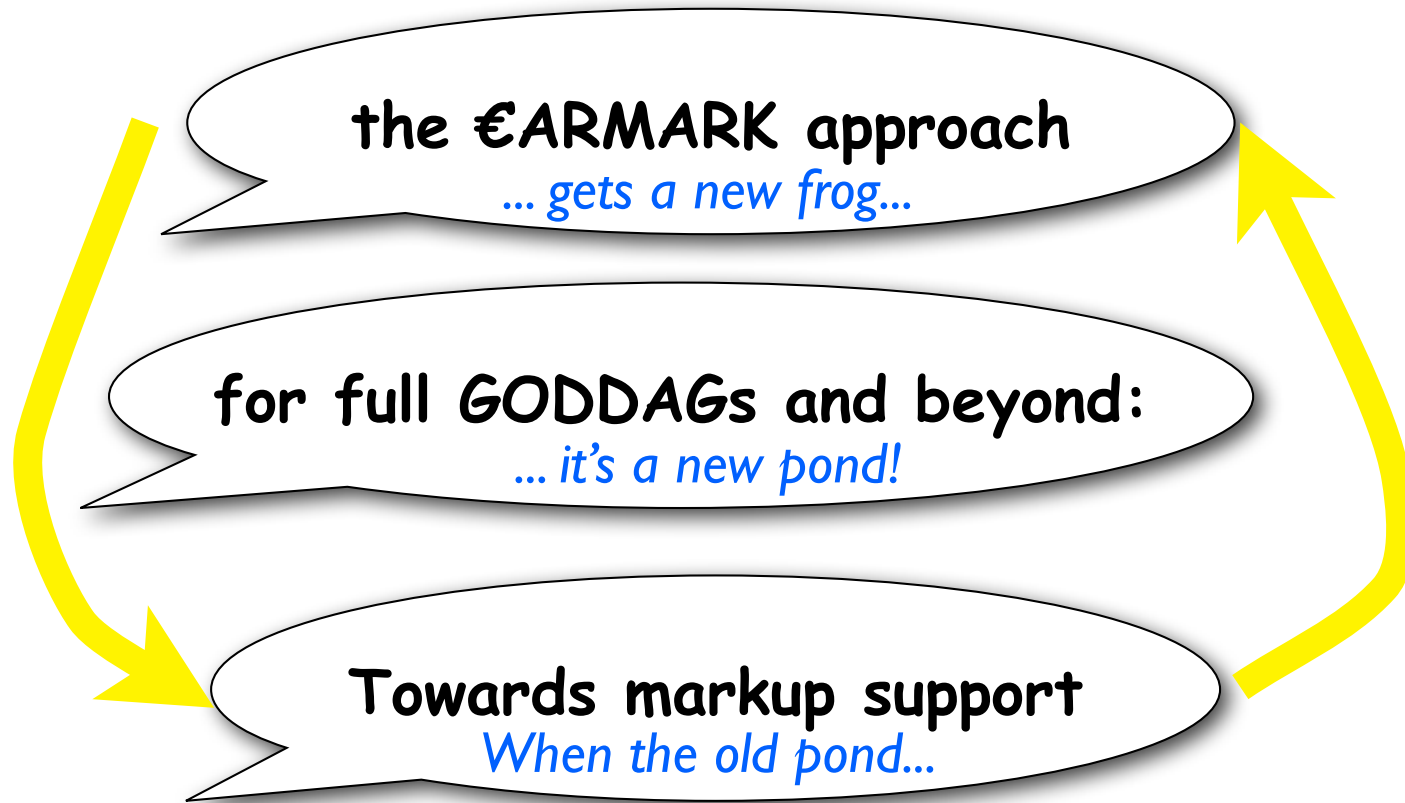 the €ARMARK approach
... gets a new frog...
for full GODDAGs and beyond:
... it’s a new pond!
Towards markup support
When the old pond...